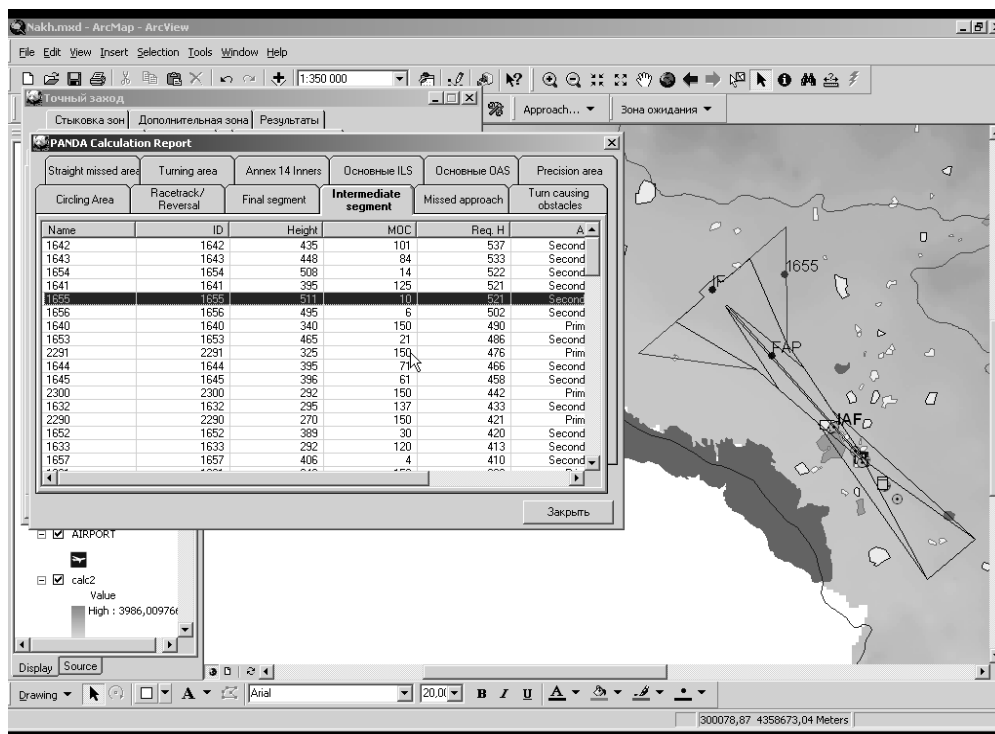 Nakh.mxd - ArcMap - ArcView
File Edit View Insert Selection Tools Window Help
1:350 000
Точный заход
Approach... Зона ожидания
Стыковка зон Дополнительная зона Результаты
PANDA Calculation Report
Straight missed area Turning area Annex 14 Inners Основные ILS Основные OAS Precision area
Circling Area Racetrack/ Reversal Final segment Intermediate segment Missed approach Turn causing obstacles
Name ID Height MOC Req. H A
1642 1642 435 101 537 Second
1643 1643 448 84 533 Second
1654 1654 508 14 522 Second
1641 1641 395 125 521 Second
1655 1655 511 10 521 Second
1656 1656 495 6 502 Second
1640 1640 340 150 490 Prim
1653 1653 465 21 486 Second
2291 2291 325 150 476 Prim
1644 1644 395 71 466 Second
1645 1645 396 61 458 Second
2300 2300 292 150 442 Prim
1632 1632 295 137 433 Second
2290 2290 270 150 421 Prim
1652 1652 389 30 420 Second
1633 1633 292 120 413 Second
1657 1657 406 4 410 Second
Закрыть
IF
1655
FAP
IAF
AIRPORT
calc2
Value
High : 3986,00976
Display Source
Drawing A Arial 20,0 B I U A
300078,87 4358673,04 Meters